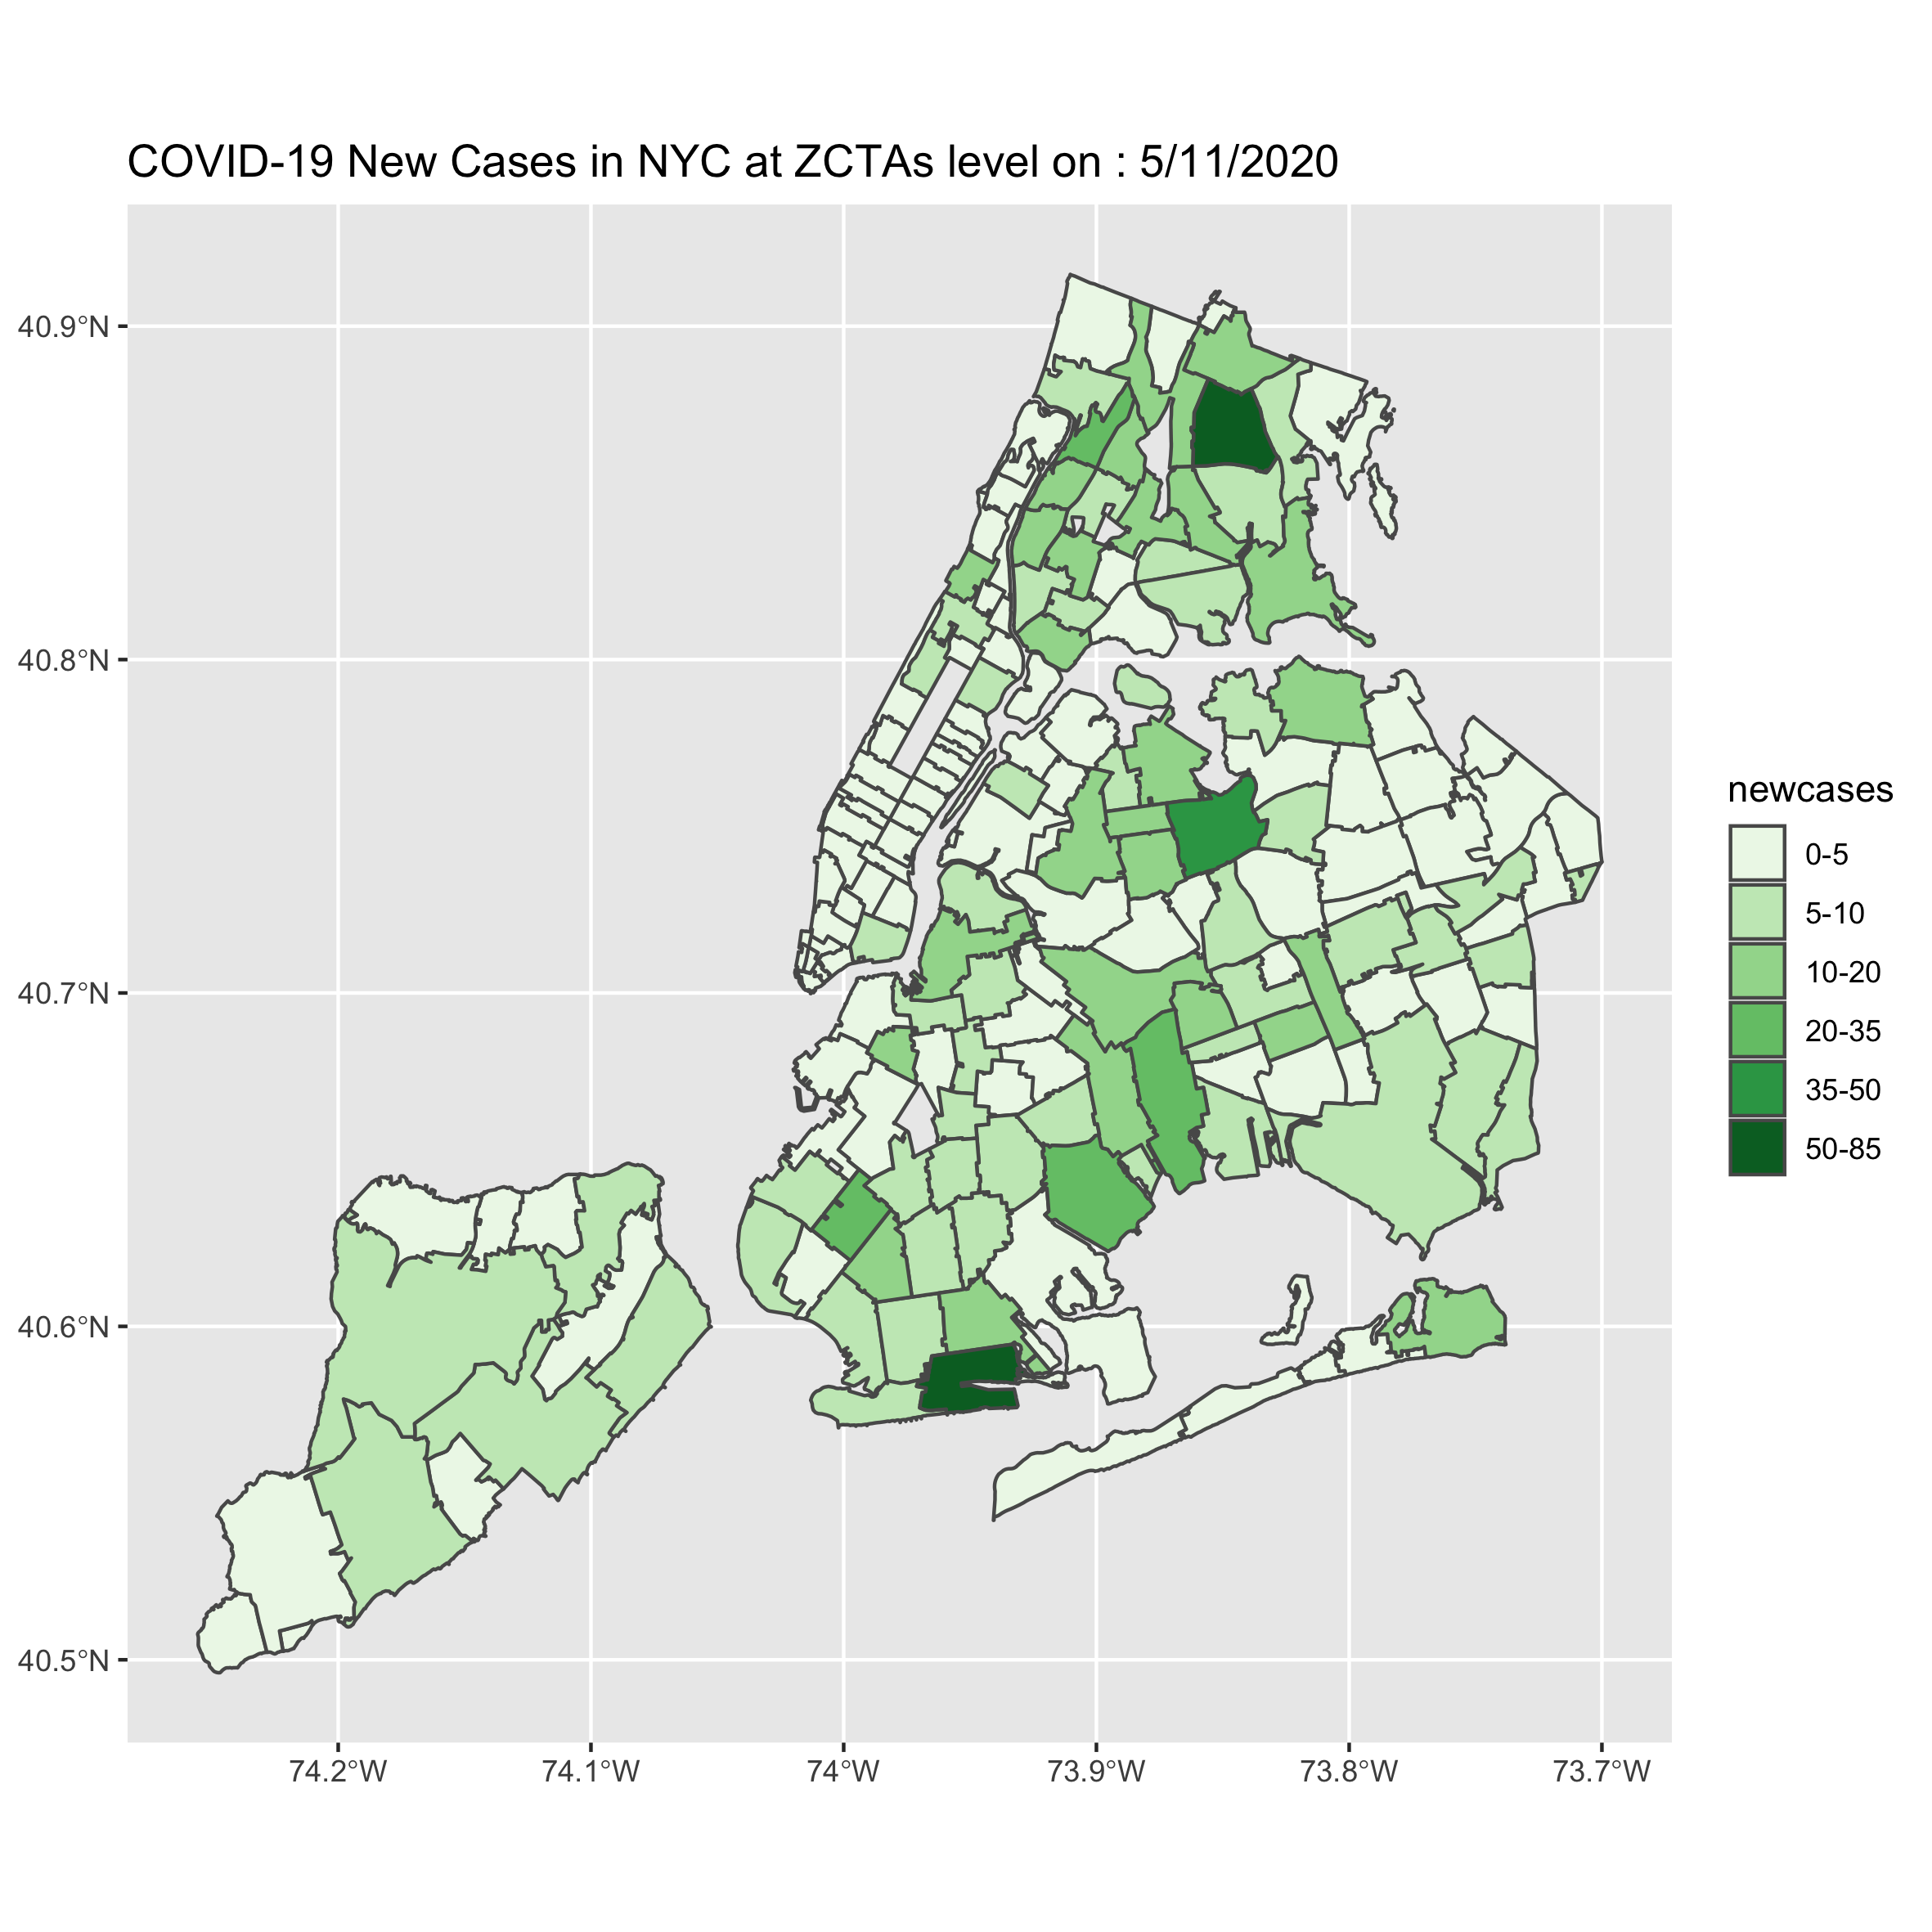 COVID-19 New Cases in NYC at ZCTAs level on : 5/11/2020
40.9°N
40.8°N
40.7°N
40.6°N
40.5°N
74.2°W
74.1°W
74°W
73.9°W
73.8°W
73.7°W
newcases
0-5
5-10
10-20
20-35
35-50
50-85